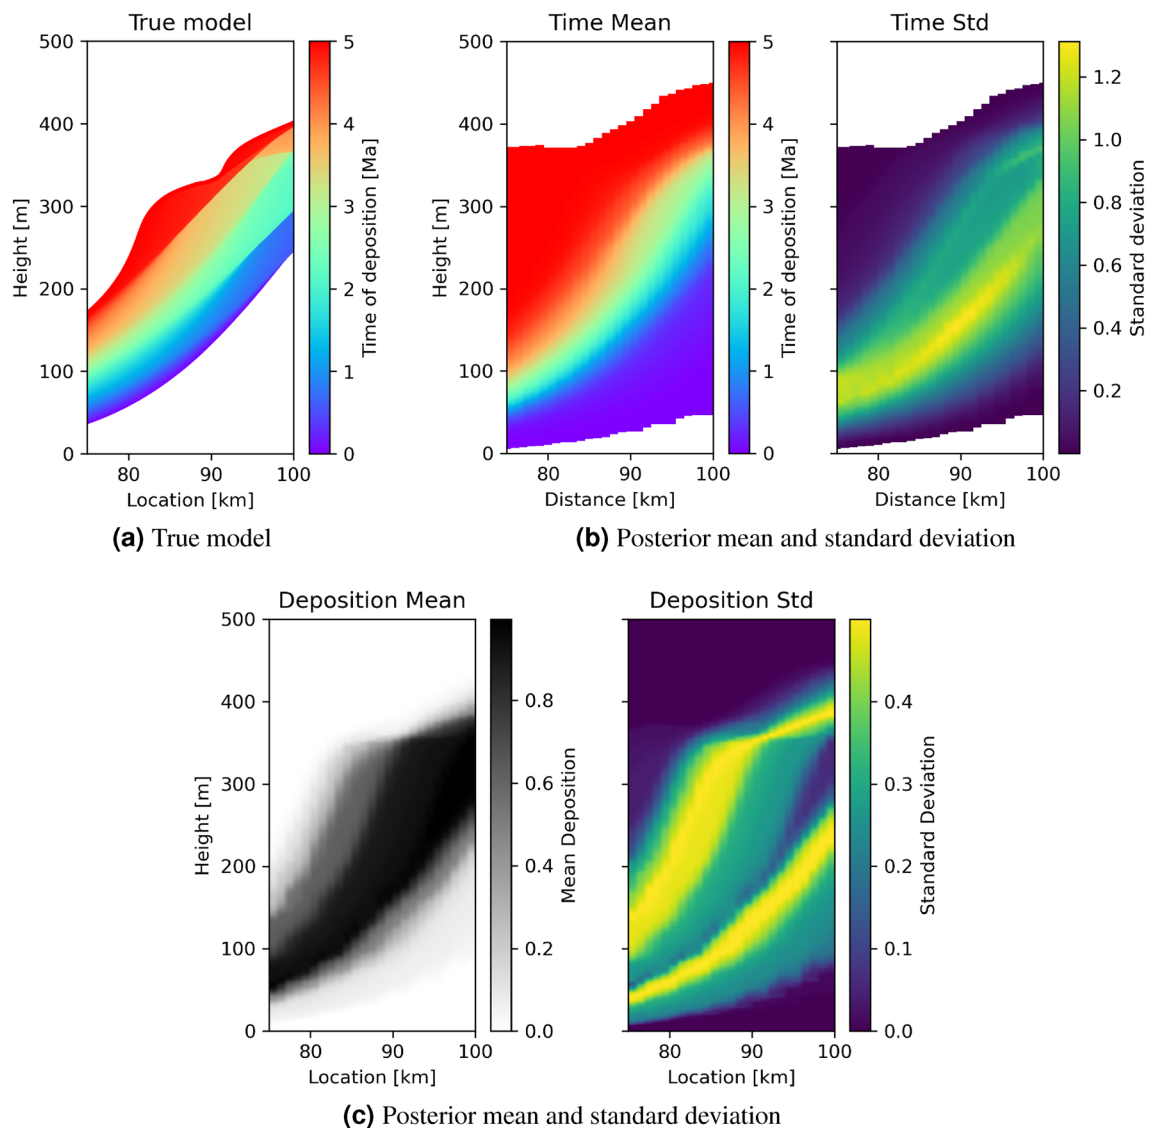 True model
500
400
300
200
100
0
Height [m]
80
90
100
Location [km]
5
4
3
2
1
0
Time of deposition [Ma]
(a) True model
Time Mean
500
400
300
200
100
0
Height [m]
80
90
100
Distance [km]
5
4
3
2
1
0
Time of deposition [Ma]
Time Std
80
90
100
Distance [km]
1.2
1.0
0.8
0.6
0.4
0.2
Standard deviation
(b) Posterior mean and standard deviation
Deposition Mean
500
400
300
200
100
0
Height [m]
80
90
100
Location [km]
0.8
0.6
0.4
0.2
0.0
Mean Deposition
Deposition Std
80
90
100
Location [km]
0.4
0.3
0.2
0.1
0.0
Standard Deviation
(c) Posterior mean and standard deviation